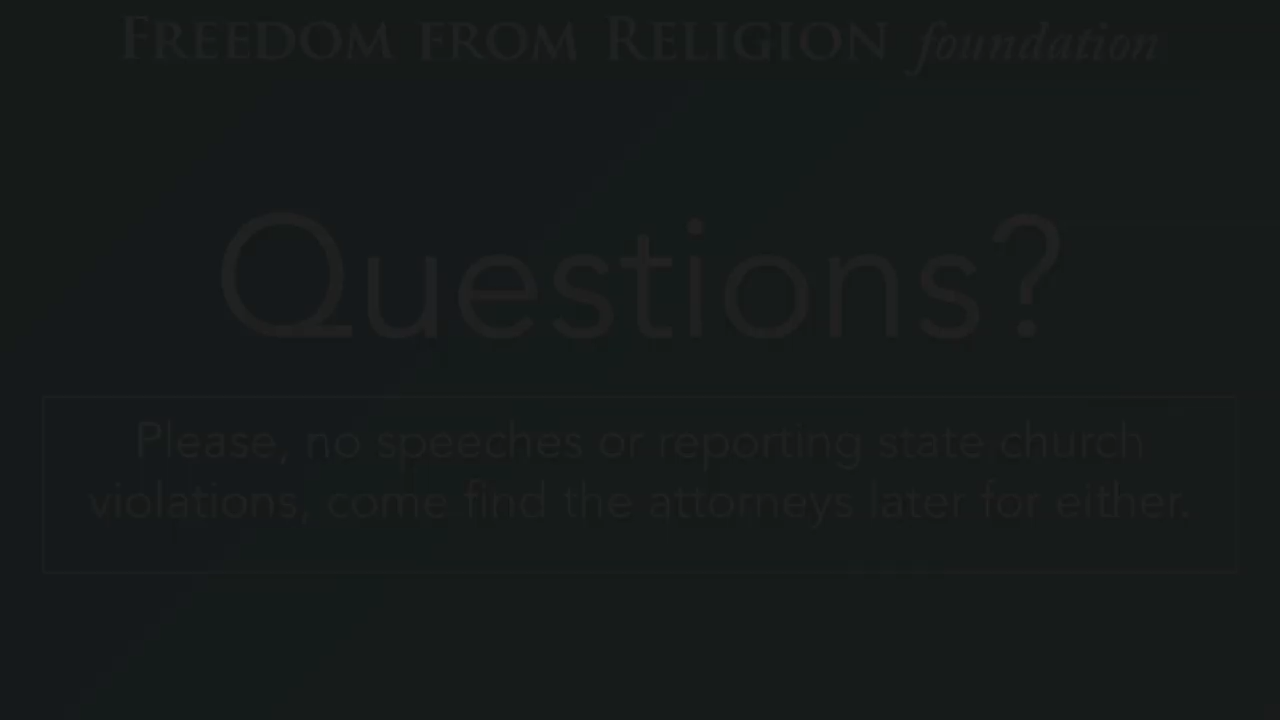 FREEDOM FROM RELIGION foundation
Questions?
Please, no speeches or reporting state church
violations, come find the attorneys later for either.